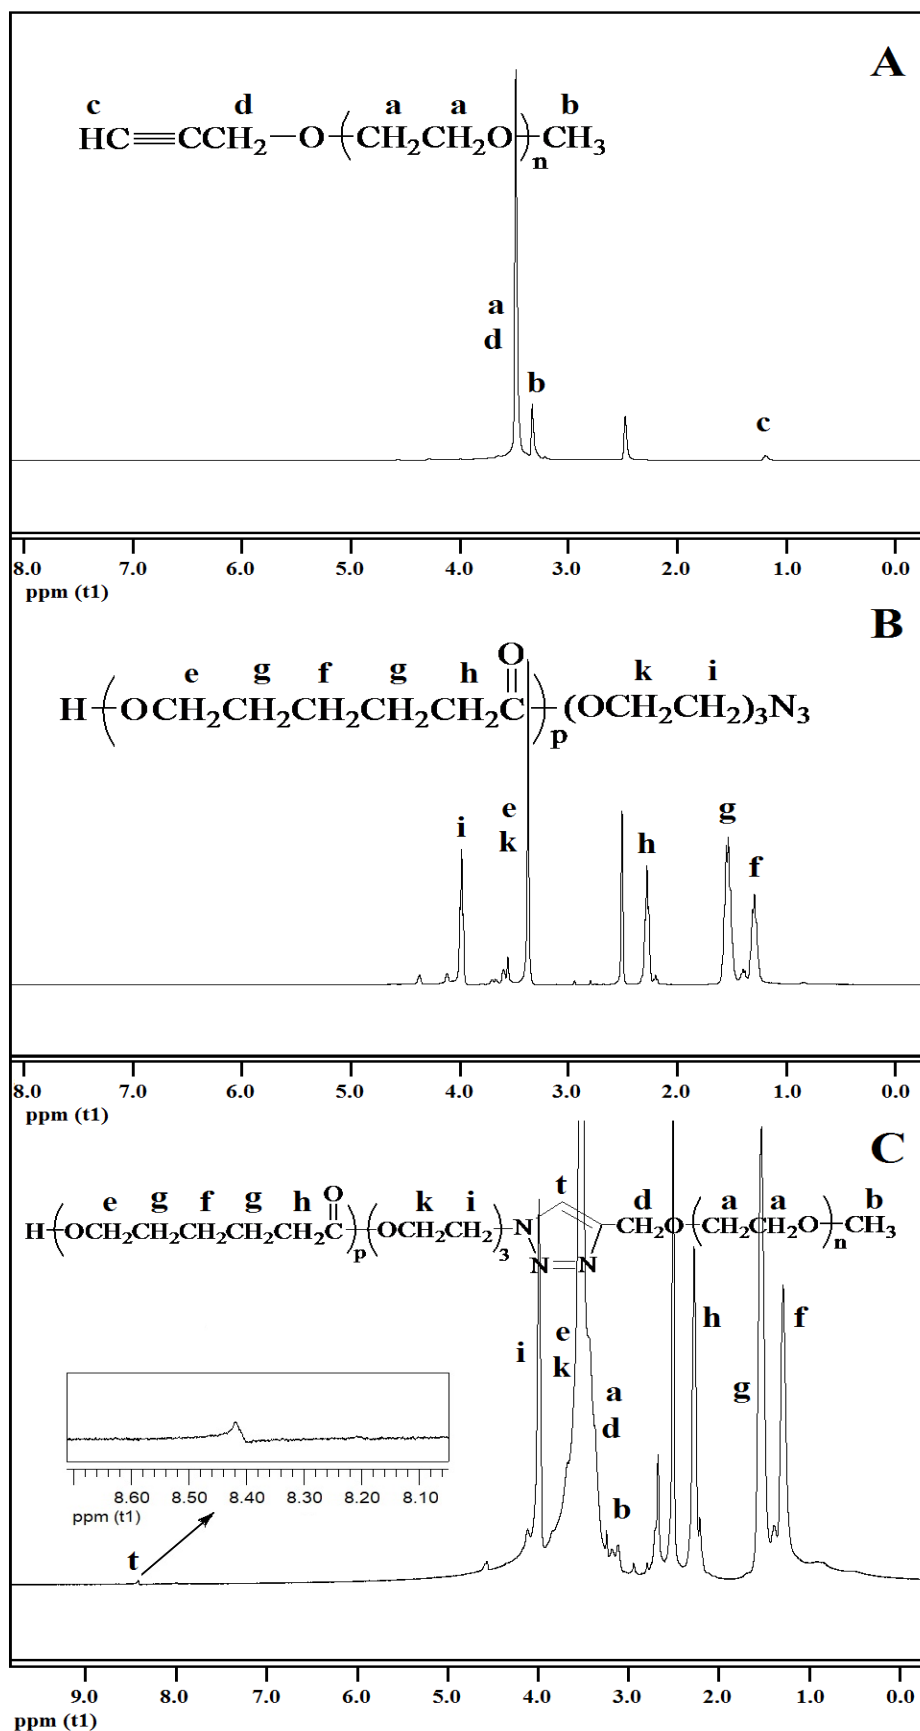 A
c d a a b
HC≡CCH2—O—(CH2CH2O)nCH3
a
d
b
c
8.0 7.0 6.0 5.0 4.0 3.0 2.0 1.0 0.0
ppm (t1)
B
e g f g h O k i
H—(OCH2CH2CH2CH2CH2C)p—(OCH2CH2)3N3
i
e
k
h
g
f
8.0 7.0 6.0 5.0 4.0 3.0 2.0 1.0 0.0
ppm (t1)
C
e g f g h O k i t d a a b
H—(OCH2CH2CH2CH2CH2C)p—(OCH2CH2)3 N N=N CH2O—(CH2CH2O)n—CH3
i
e
k
a
d
b
h
g
f
8.60 8.50 8.40 8.30 8.20 8.10
ppm (t1)
t
9.0 8.0 7.0 6.0 5.0 4.0 3.0 2.0 1.0 0.0
ppm (t1)